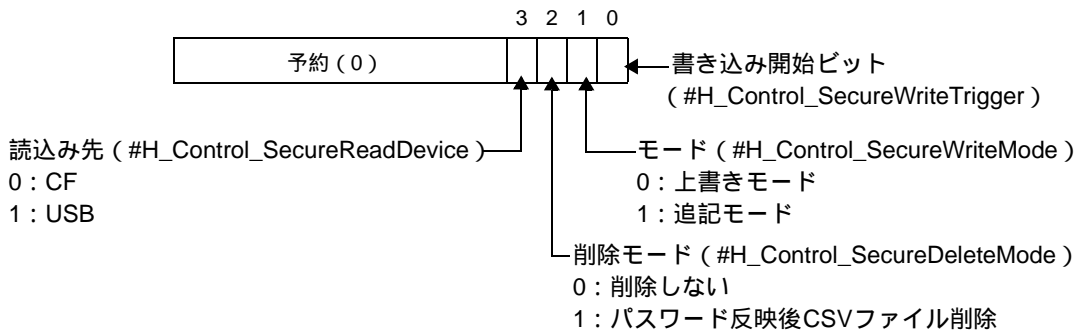 3 2 1 0
予約（0）
書き込み開始ビット
（#H_Control_SecureWriteTrigger）
読込み先（#H_Control_SecureReadDevice）
0：CF
1：USB
モード（#H_Control_SecureWriteMode）
0：上書きモード
1：追記モード
削除モード（#H_Control_SecureDeleteMode）
0：削除しない
1：パスワード反映後CSVファイル削除